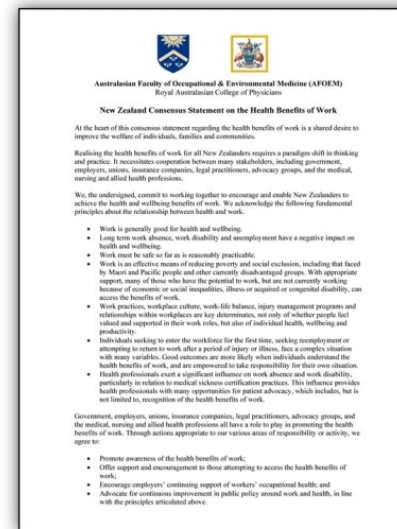 Australasian Faculty of Occupational & Environmental Medicine (AFOEM)
Royal Australasian College of Physicians
New Zealand Consensus Statement on the Health Benefits of Work
At the heart of this consensus statement regarding the health benefits of work is a shared desire to
improve the welfare of individuals, families and communities.
Realising the health benefits of work for all New Zealanders requires a paradigm shift in thinking
and practice. It necessitates cooperation between many stakeholders, including government,
employers, unions, insurance companies, legal practitioners, advocacy groups, and the medical,
nursing and allied health professions.
We, the undersigned, commit to working together to encourage and enable New Zealanders to
achieve the health and wellbeing benefits of work. We acknowledge the following fundamental
principles about the relationship between health and work.
• Work is generally good for health and wellbeing.
• Long term work absence, work disability and unemployment have a negative impact on
health and wellbeing.
• Work must be safe so far as is reasonably practicable.
• Work is an effective means of reducing poverty and social exclusion, including that faced
by Maori and Pacific people and other currently disadvantaged groups. With appropriate
support, many of those who have the potential to work, but are not currently working
because of economic or social inequalities, illness or acquired or congenital disability, can
access the benefits of work.
• Work practices, workplace culture, work-life balance, injury management programs and
relationships within workplaces are key determinates, not only of whether people feel
valued and supported in their work roles, but also of individual health, wellbeing and
productivity.
• Individuals seeking to enter the workforce for the first time, seeking reemployment or
attempting to return to work after a period of injury or illness, face a complex situation
with many variables. Good outcomes are more likely when individuals understand the
health benefits of work, and are empowered to take responsibility for their own situation.
• Health professionals exert a significant influence on work absence and work disability,
particularly in relation to medical sickness certification practices. This influence provides
health professionals with many opportunities for patient advocacy, which includes, but is
not limited to, recognition of the health benefits of work.
Government, employers, unions, insurance companies, legal practitioners, advocacy groups, and
the medical, nursing and allied health professions all have a role to play in promoting the health
benefits of work. Through actions appropriate to our various areas of responsibility or activity, we
agree to:
• Promote awareness of the health benefits of work;
• Offer support and encouragement to those attempting to access the health benefits of
work;
• Encourage employers' continuing support of workers' occupational health; and
• Advocate for continuous improvement in public policy around work and health, in line
with the principles articulated above.